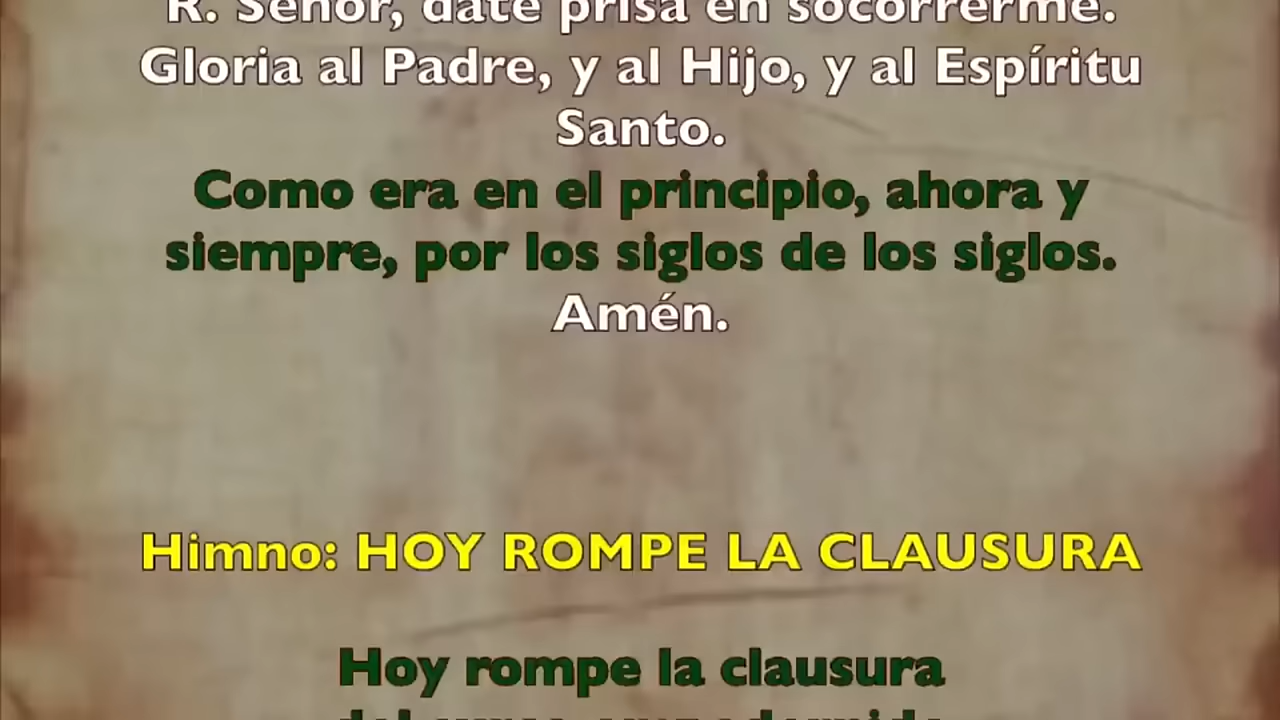 R. Señor, date prisa en socorrerme.
Gloria al Padre, y al Hijo, y al Espíritu
Santo.
Como era en el principio, ahora y
siempre, por los siglos de los siglos.
Amén.
Himno: HOY ROMPE LA CLAUSURA
Hoy rompe la clausura